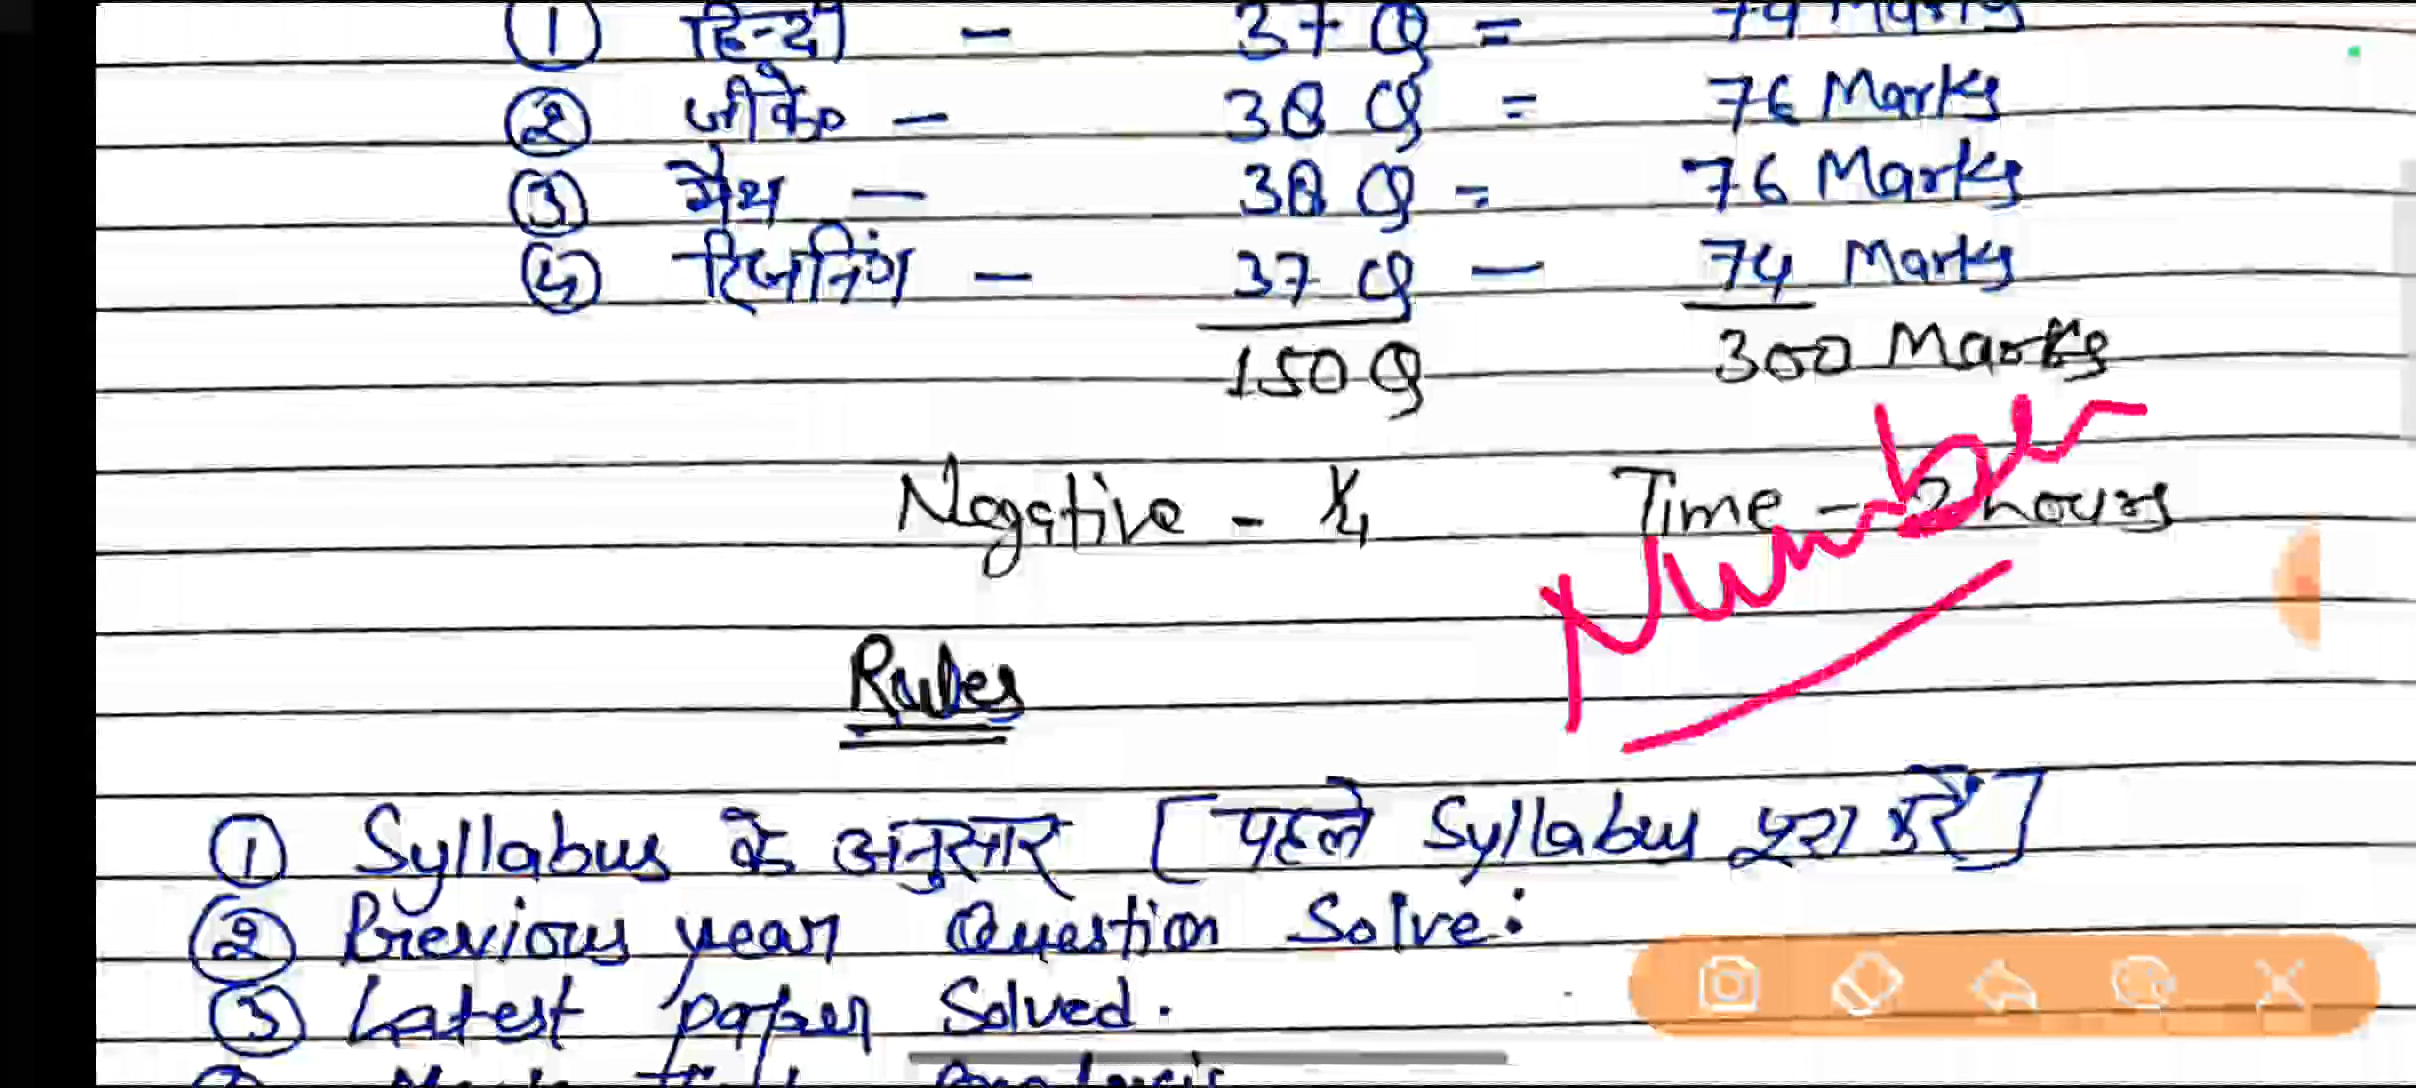 ① हिन्दी - 37 Q = 74 Marks
② जीके - 38 Q = 76 Marks
③ मैथ - 38 Q = 76 Marks
④ रिजनिंग - 37 Q - 74 Marks
150 Q 300 Marks
Negative - 1/4 Time - 2 hours
Number
Rules
① Syllabus के अनुसार [पहले Syllabus पूरा करें]
② Previous year Question Solve:
③ Latest paper Solved.